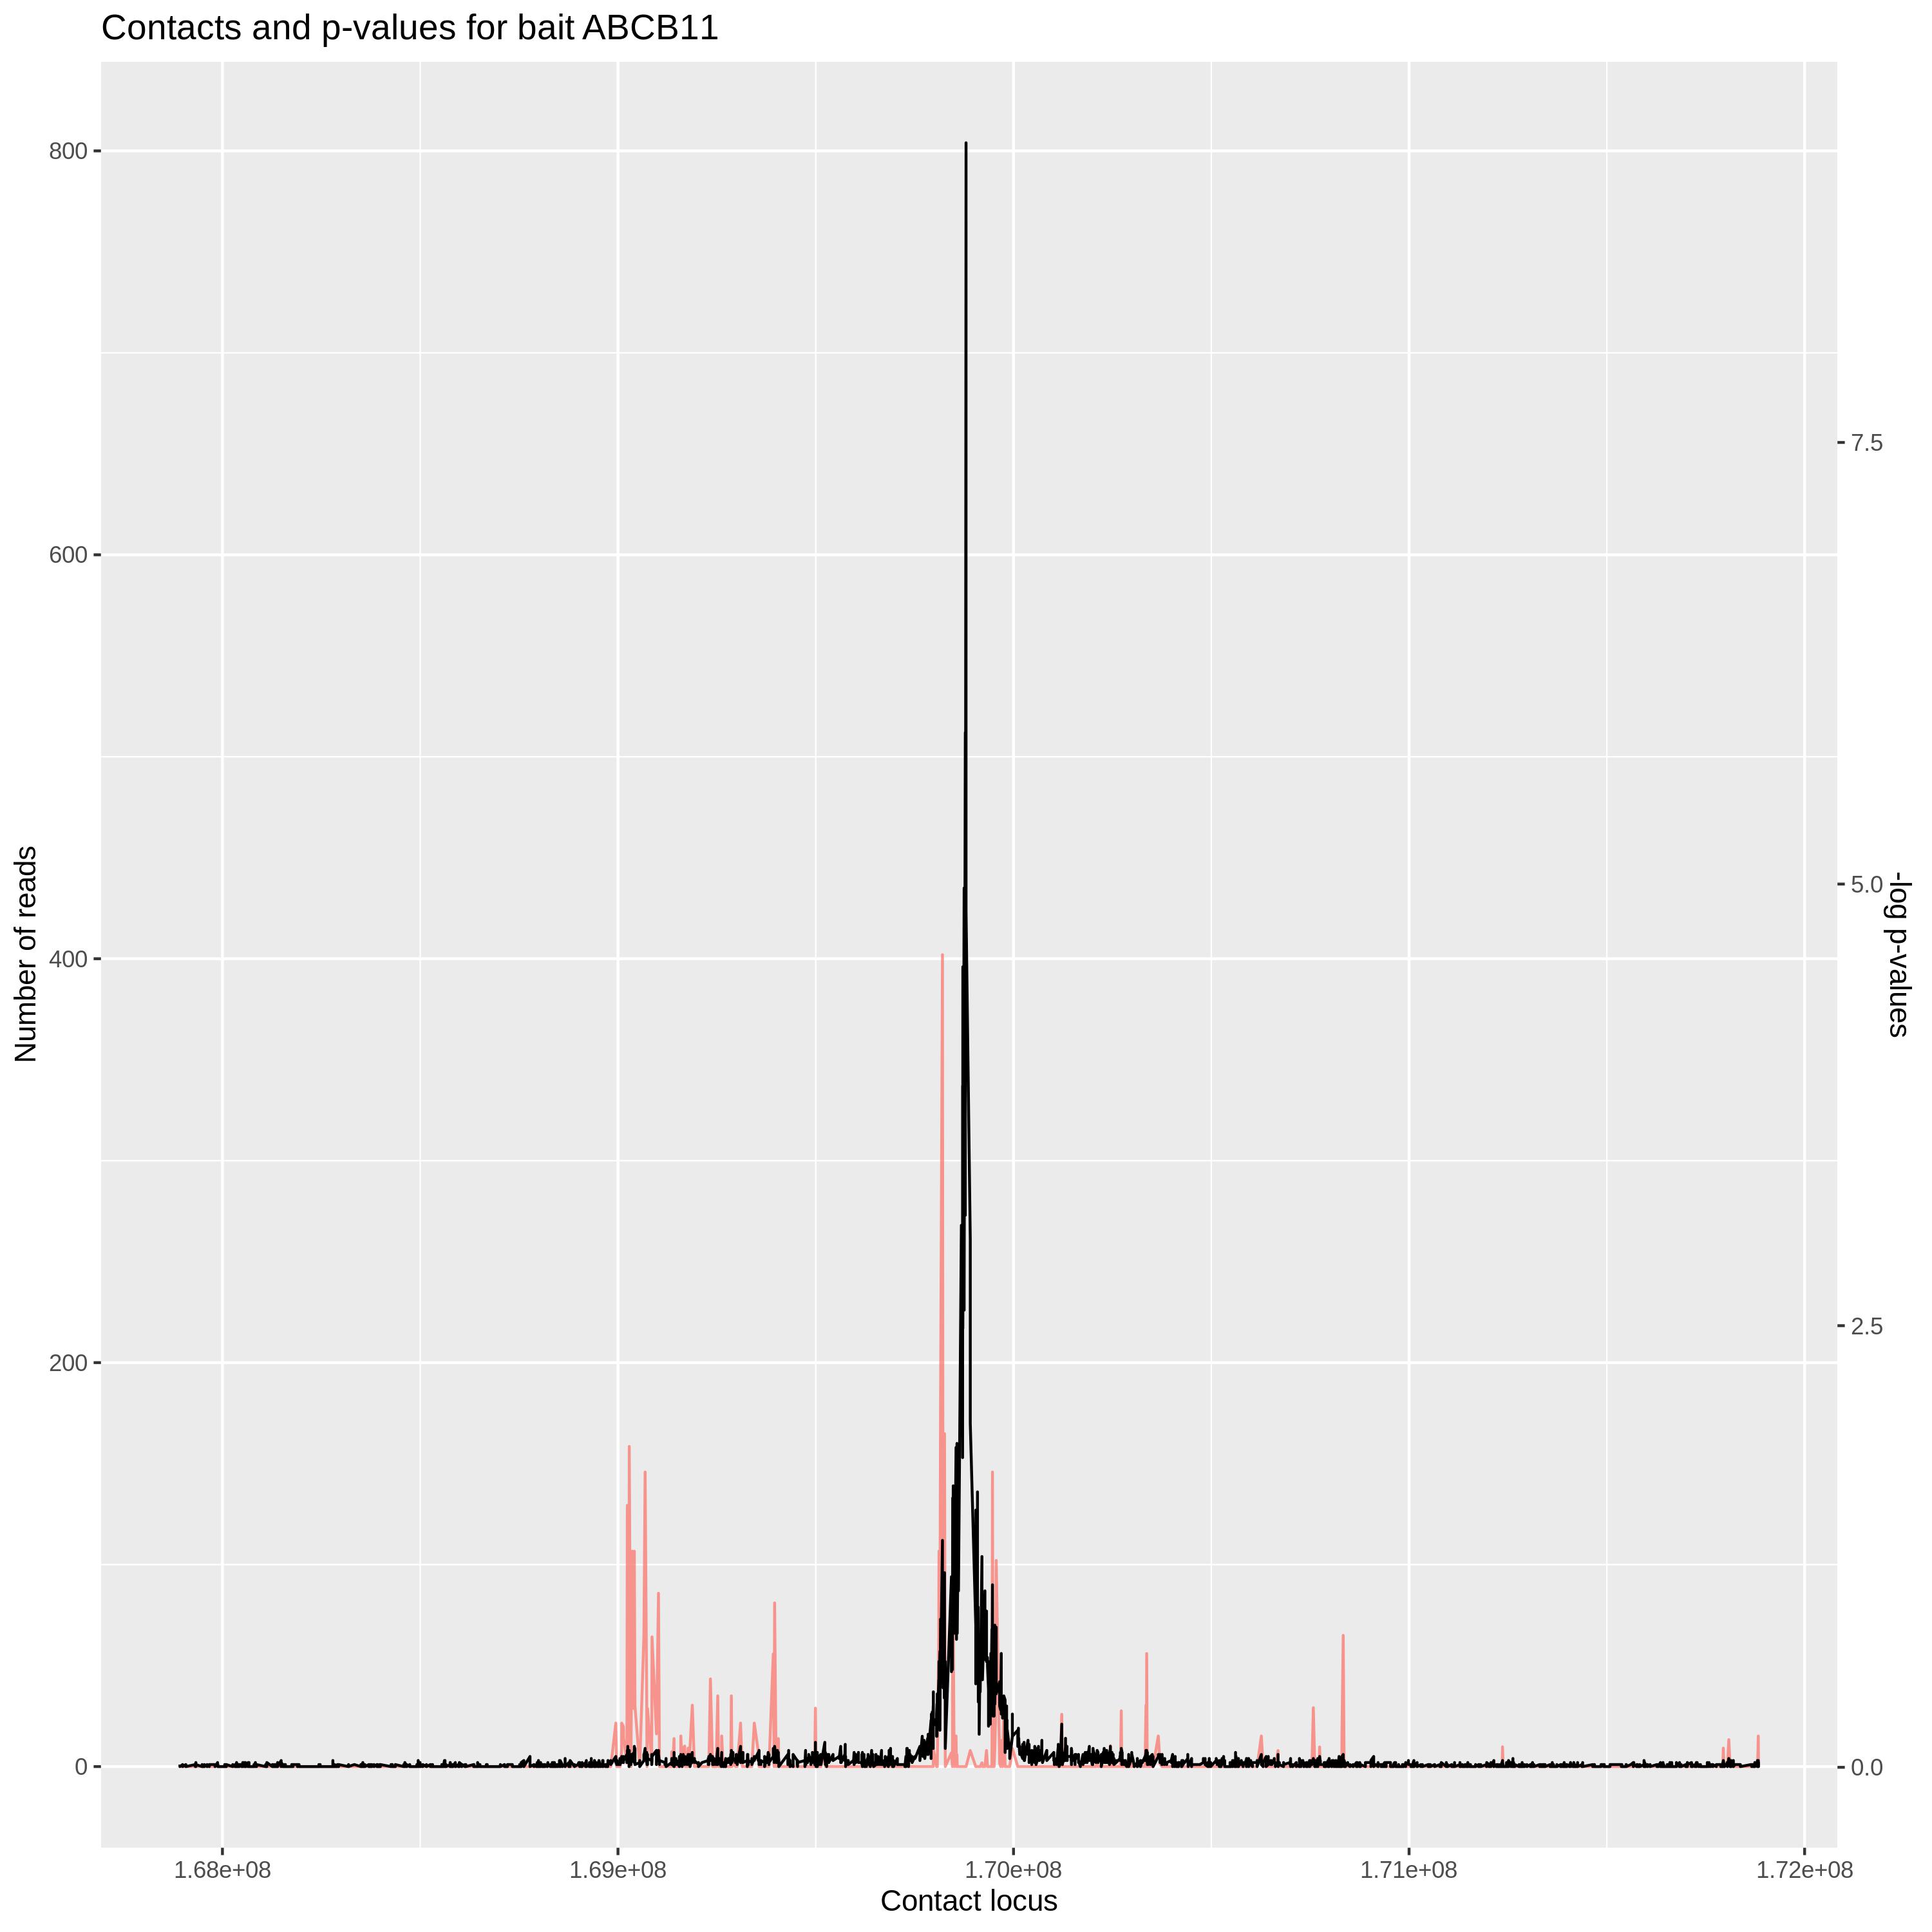 Contacts and p-values for bait ABCB11
800
600
400
200
0
Number of reads
7.5
5.0
2.5
0.0
-log p-values
1.68e+08
1.69e+08
1.70e+08
1.71e+08
1.72e+08
Contact locus